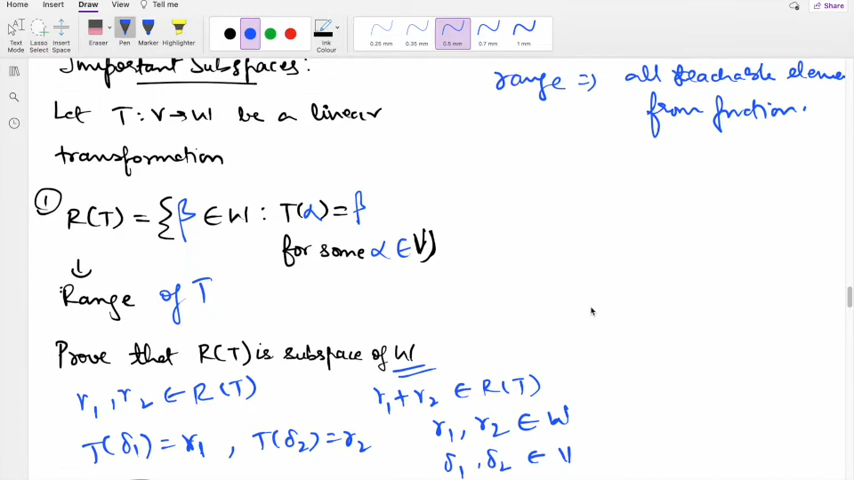 Home Insert Draw View Tell me
Share
Text Mode
Lasso Select
Insert Space
Eraser
Pen
Marker
Highlighter
Ink Colour
0.25 mm
0.35 mm
0.5 mm
0.7 mm
1 mm
Important Subspaces:
range => all reachable eleme
from function.
Let T: V→W be a linear
transformation
① R(T) = {β ∈ W : T(α) = β
for some α ∈ V}
↓
Range of T
Prove that R(T) is subspace of W
r1, r2 ∈ R(T)
r1 + r2 ∈ R(T)
r1, r2 ∈ W
T(δ1) = r1, T(δ2) = r2
δ1, δ2 ∈ V